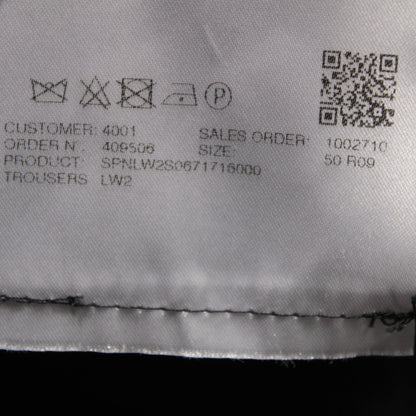 P
CUSTOMER: 4001
SALES ORDER: 1002710
ORDER N.: 409506
SIZE: 50 R09
PRODUCT: SPNLW2S0671716000
TROUSERS LW2